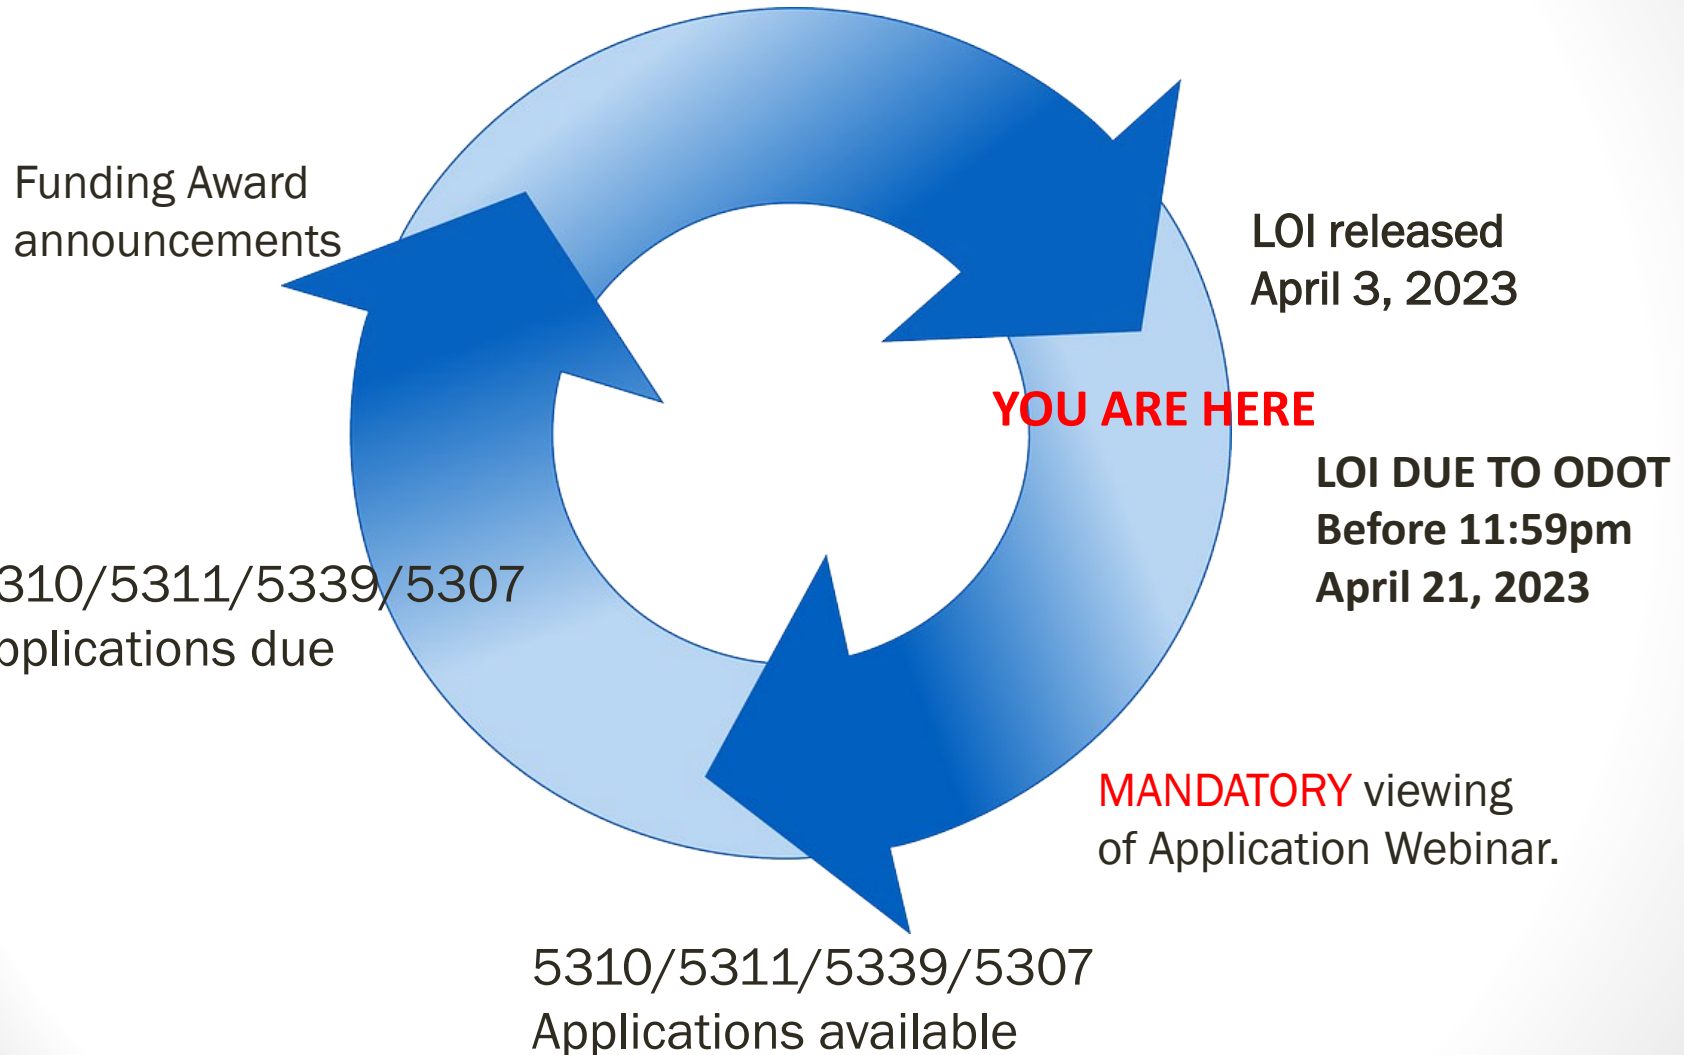 LOI released
April 3, 2023
YOU ARE HERE
LOI DUE TO ODOT
Before 11:59pm
April 21, 2023
MANDATORY viewing
of Application Webinar.
5310/5311/5339/5307
Applications available
310/5311/5339/5307
pplications due
Funding Award
announcements